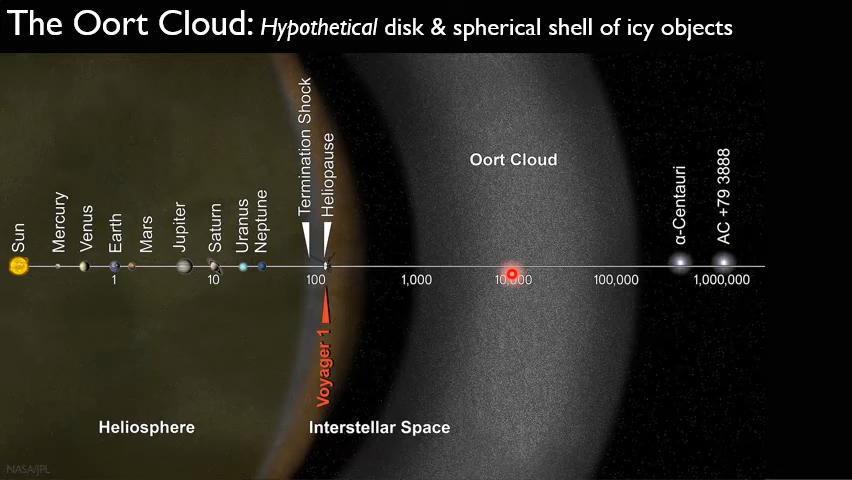 The Oort Cloud: Hypothetical disk & spherical shell of icy objects
Termination Shock
Heliopause
Oort Cloud
Sun
Mercury
Venus
Earth
Mars
Jupiter
Saturn
Uranus
Neptune
α-Centauri
AC +79 3888
1
10
100
1,000
10,000
100,000
1,000,000
Voyager 1
Heliosphere
Interstellar Space
NASA/JPL